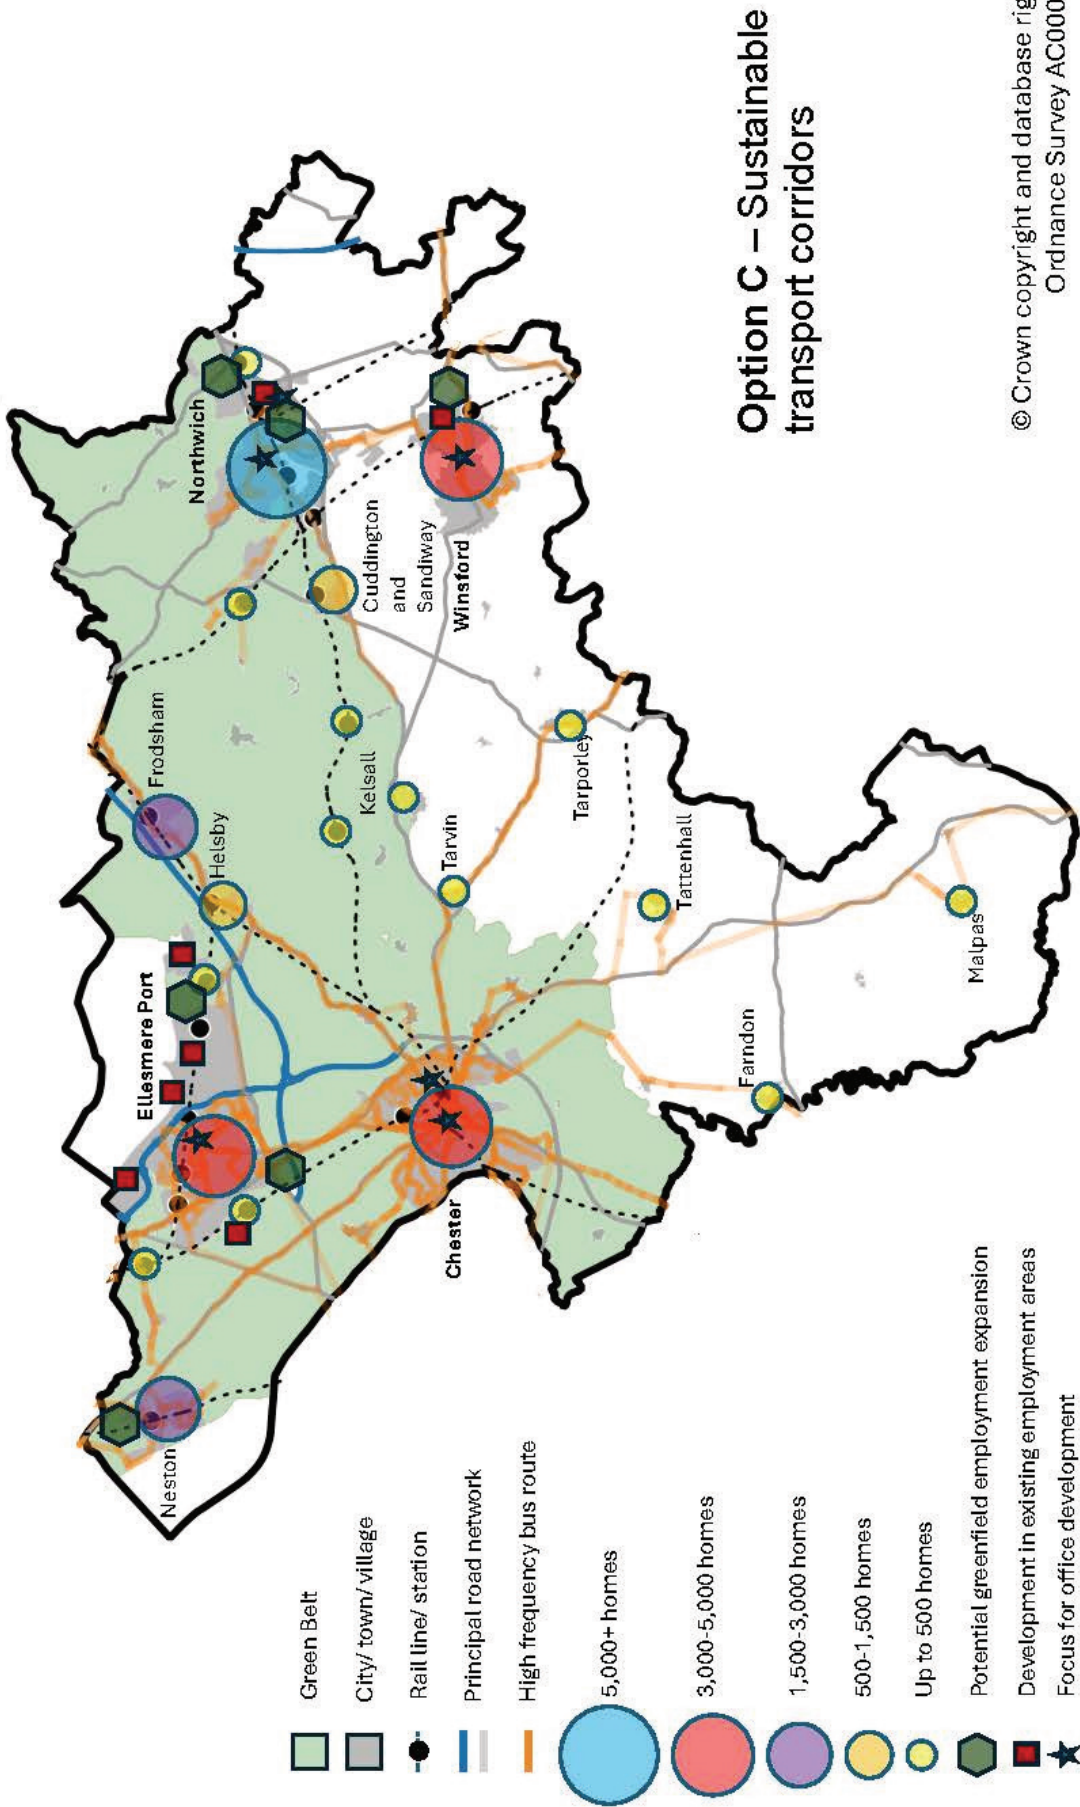 Option C – Sustainable
transport corridors
Northwich
Frodsham
Helsby
Ellesmere Port
Neston
Cuddington
and
Sandiway
Winsford
Kelsall
Tarvin
Tarporley
Tattenhall
Chester
Farndon
Malpas
Green Belt
City/ town/ village
Rail line/ station
Principal road network
High frequency bus route
5,000+ homes
3,000-5,000 homes
1,500-3,000 homes
500-1,500 homes
Up to 500 homes
Potential greenfield employment expansion
Development in existing employment areas
Focus for office development
© Crown copyright and database rig
Ordnance Survey AC000